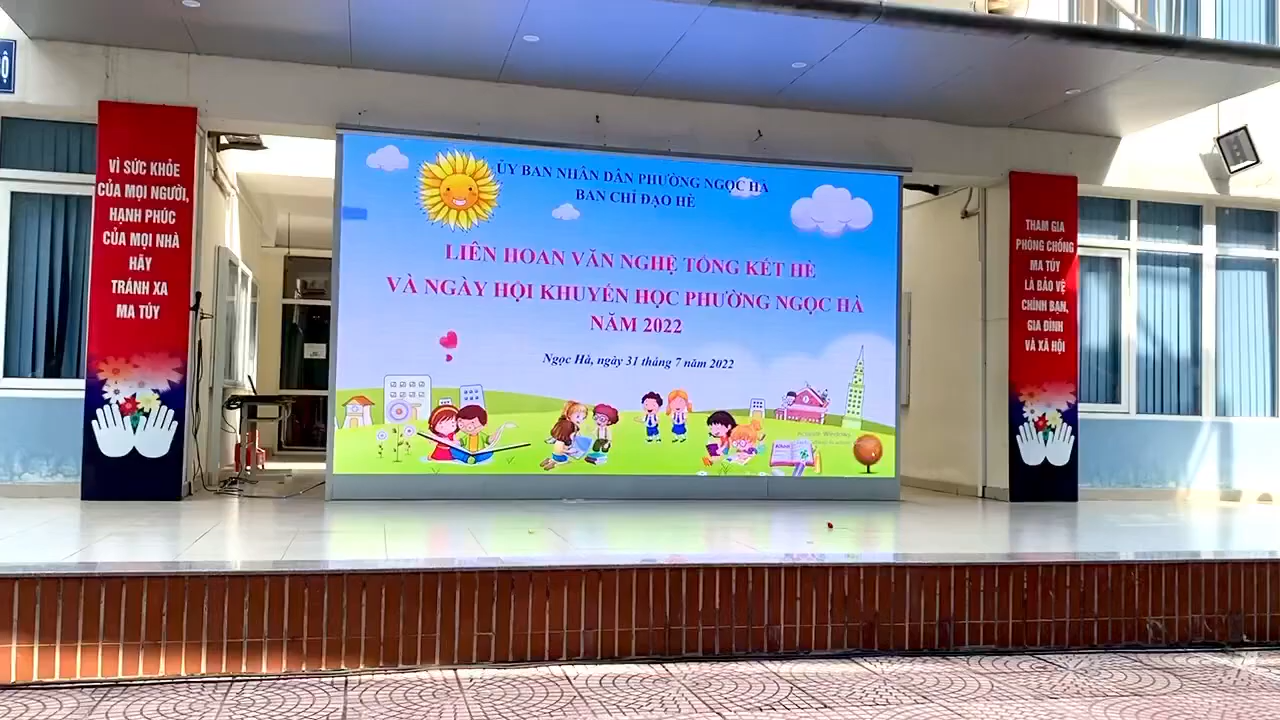 VÌ SỨC KHỎE
CỦA MỌI NGƯỜI,
HẠNH PHÚC
CỦA MỌI NHÀ
HÃY
TRÁNH XA
MA TÚY
ỦY BAN NHÂN DÂN PHƯỜNG NGỌC HÀ
BAN CHỈ ĐẠO HÈ
LIÊN HOAN VĂN NGHỆ TỔNG KẾT HÈ
VÀ NGÀY HỘI KHUYẾN HỌC PHƯỜNG NGỌC HÀ
NĂM 2022
Ngọc Hà, ngày 31 tháng 7 năm 2022
Activate Windows
THAM GIA
PHÒNG CHỐNG
MA TÚY
LÀ BẢO VỆ
CHÍNH BẠN,
GIA ĐÌNH
VÀ XÃ HỘI